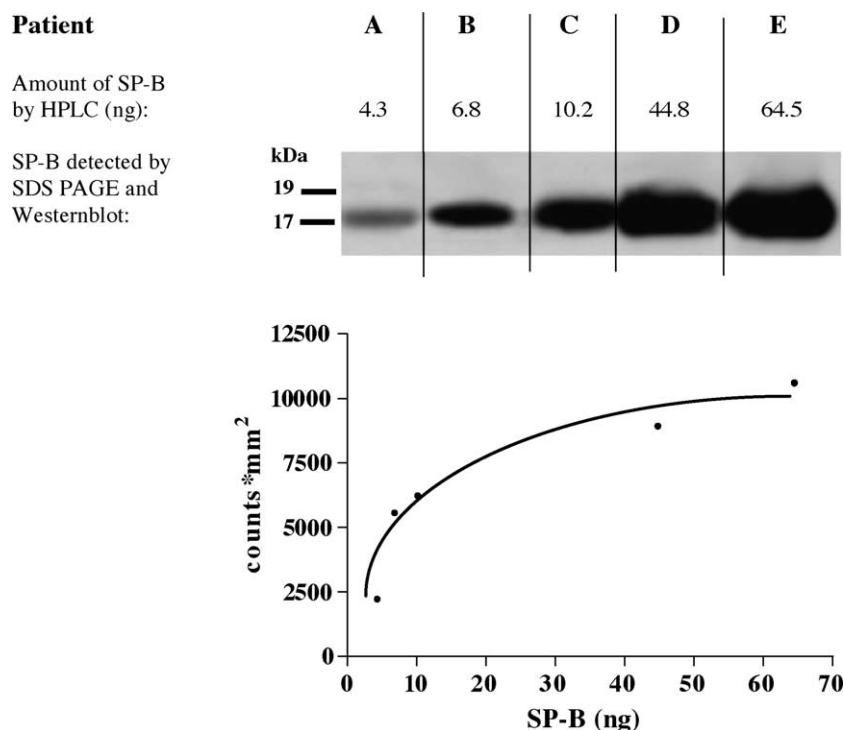 Patient A B C D E
Amount of SP-B
by HPLC (ng): 4.3 6.8 10.2 44.8 64.5
SP-B detected by kDa
SDS PAGE and 19
Westernblot: 17
12500
10000
7500
5000
2500
0
counts*mm²
0 10 20 30 40 50 60 70
SP-B (ng)